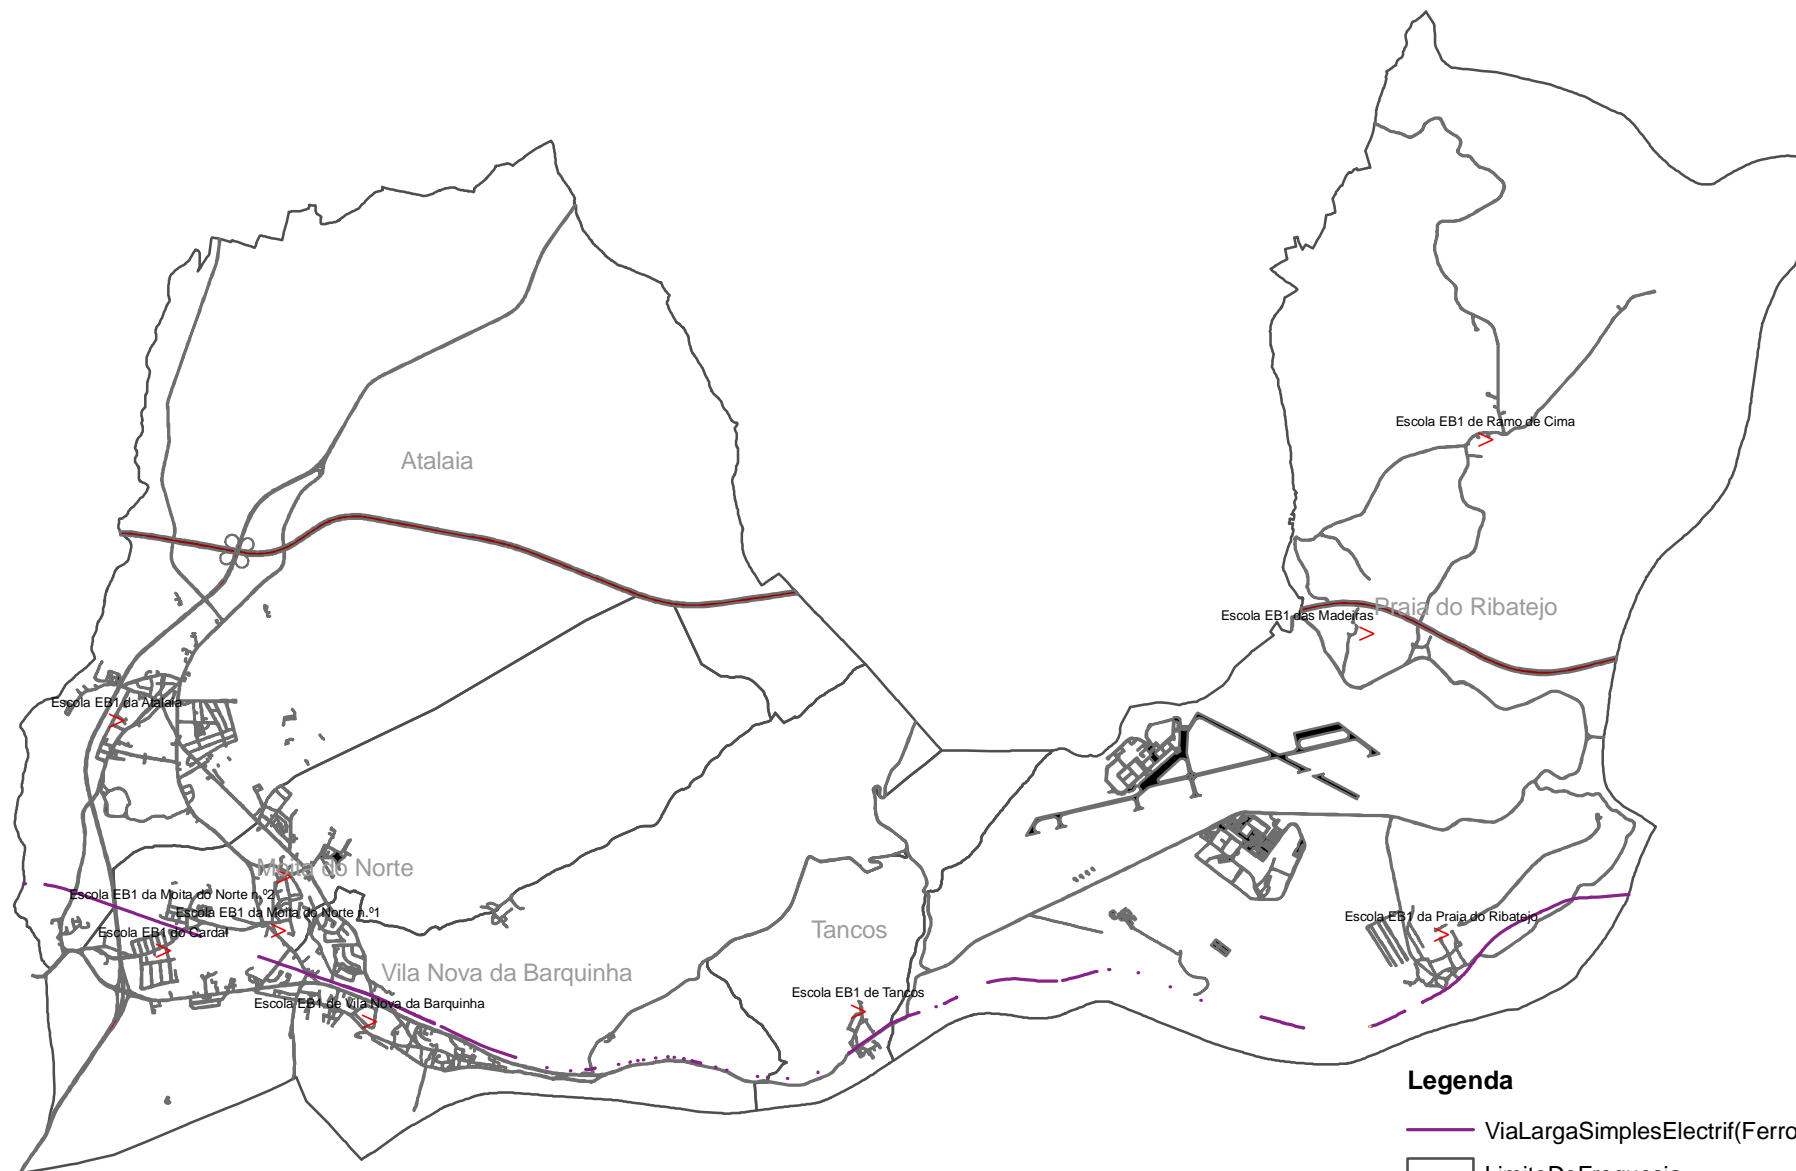 Escola EB1 de Ramo de Cima
Atalaia
Praia do Ribatejo
Escola EB1 das Madeiras
Escola EB1 da Atalaia
Moita do Norte
Escola EB1 da Moita do Norte n.º2
Escola EB1 da Moita do Norte n.º1
Escola EB1 da Praia do Ribatejo
Escola EB1 do Cardal
Tancos
Vila Nova da Barquinha
Escola EB1 de Tancos
Escola EB1 de Vila Nova da Barquinha
Legenda
ViaLargaSimplesElectrif(Ferro